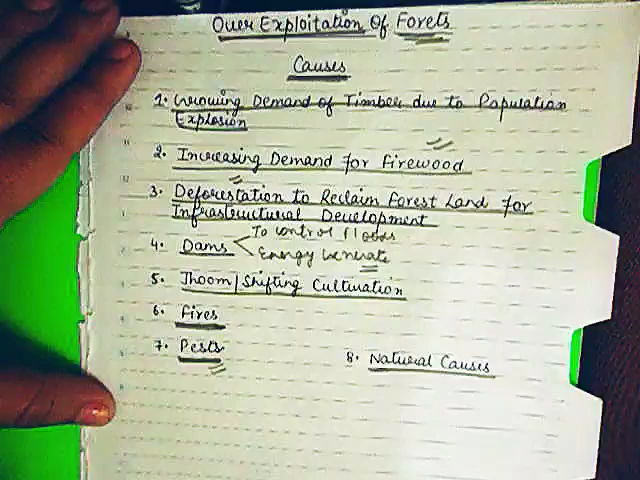 Over Exploitation Of Forets
Causes
1. Growing Demand of Timber due to Population
Explosion
2. Increasing Demand for Firewood
3. Deforestation to Reclaim Forest Land for
Infrastructural Development
To control floods
4. Dams
Energy Generate
5. Jhoom/Shifting Cultivation
6. Fires
7. Pests
8. Natural Causes